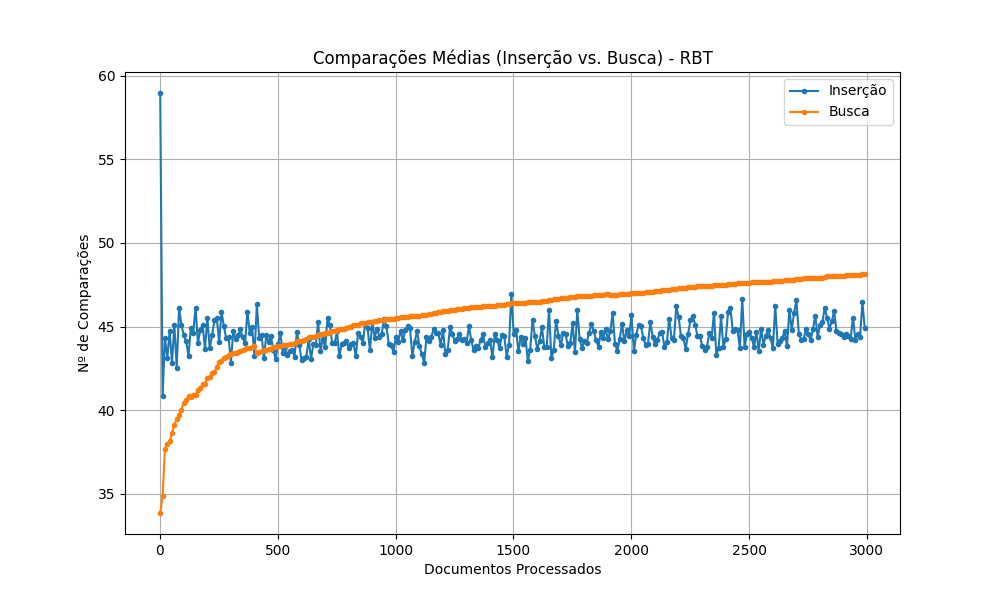 Comparações Médias (Inserção vs. Busca) - RBT
Inserção
Busca
Nº de Comparações
60
55
50
45
40
35
0
500
1000
1500
2000
2500
3000
Documentos Processados